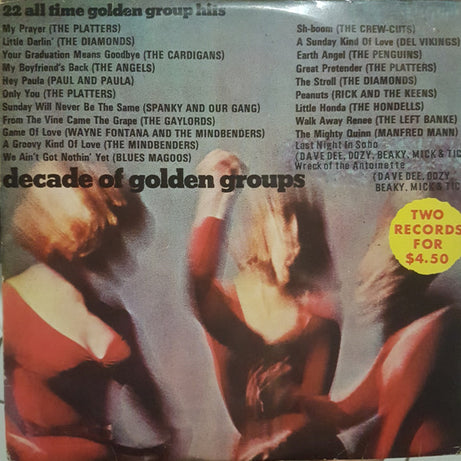 22 all time golden group hits
My Prayer (THE PLATTERS)
Little Darlin' (THE DIAMONDS)
Your Graduation Means Goodbye (THE CARDIGANS)
My Boyfriend's Back (THE ANGELS)
Hey Paula (PAUL AND PAULA)
Only You (THE PLATTERS)
Sunday Will Never Be The Same (SPANKY AND OUR GANG)
From The Vine Came The Grape (THE GAYLORDS)
Game Of Love (WAYNE FONTANA AND THE MINDBENDERS)
A Groovy Kind Of Love (THE MINDBENDERS)
We Ain't Got Nothin' Yet (BLUES MAGOOS)
Sh-boom (THE CREW-CUTS)
A Sunday Kind Of Love (DEL VIKINGS)
Earth Angel (THE PENGUINS)
Great Pretender (THE PLATTERS)
The Stroll (THE DIAMONDS)
Peanuts (RICK AND THE KEENS)
Little Honda (THE HONDELLS)
Walk Away Renee (THE LEFT BANKE)
The Mighty Quinn (MANFRED MANN)
Last Night In Soho
(DAVE DEE, DOZY, BEAKY, MICK & TIC
Wreck of the Antoinette
(DAVE DEE, DOZY,
BEAKY, MICK & TIC
decade of golden groups
TWO
RECORDS
FOR
$4.50